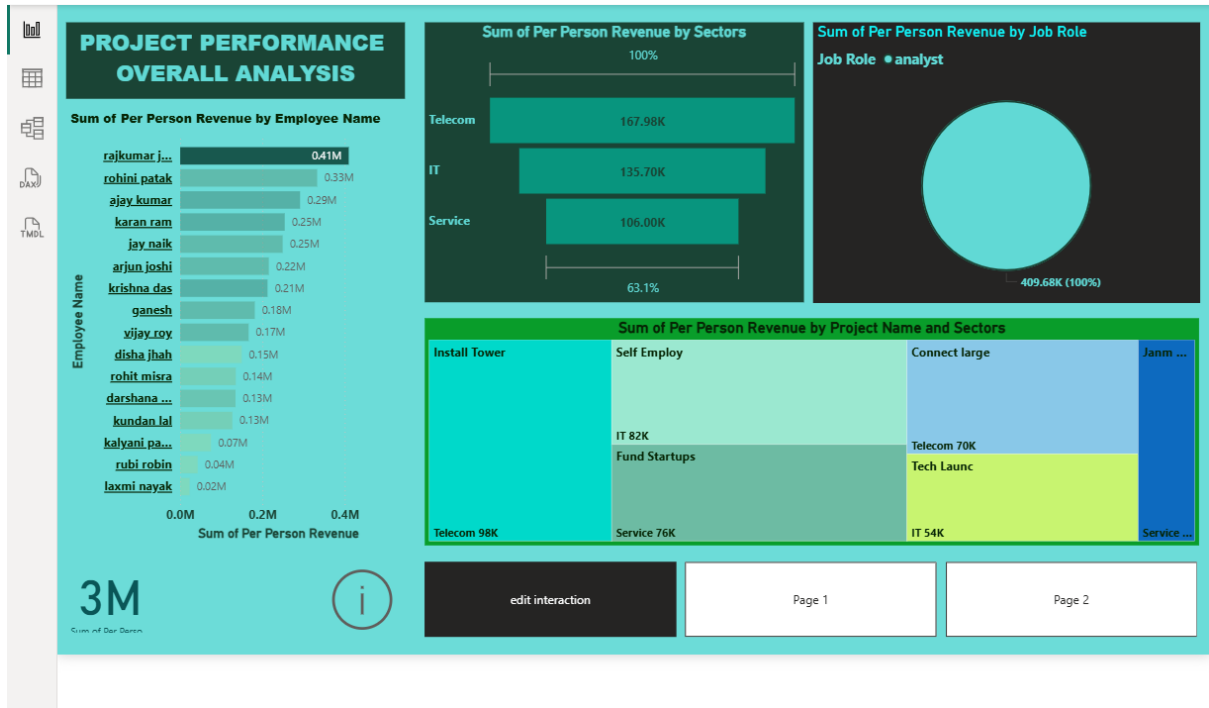 DAX
TMDL
PROJECT PERFORMANCE
OVERALL ANALYSIS
Sum of Per Person Revenue by Employee Name
Employee Name
rajkumar j... 0.41M
rohini patak 0.33M
ajay kumar 0.29M
karan ram 0.25M
jay naik 0.25M
arjun joshi 0.22M
krishna das 0.21M
ganesh 0.18M
vijay roy 0.17M
disha jhah 0.15M
rohit misra 0.14M
darshana ... 0.13M
kundan lal 0.13M
kalyani pa... 0.07M
rubi robin 0.04M
laxmi nayak 0.02M
0.0M 0.2M 0.4M
Sum of Per Person Revenue
3M
Sum of Per Perso
i
Sum of Per Person Revenue by Sectors
100%
Telecom 167.98K
IT 135.70K
Service 106.00K
63.1%
Sum of Per Person Revenue by Job Role
Job Role analyst
409.68K (100%)
Sum of Per Person Revenue by Project Name and Sectors
Install Tower
Telecom 98K
Self Employ
IT 82K
Fund Startups
Service 76K
Connect large
Telecom 70K
Tech Launc
IT 54K
Janm ...
Service ...
edit interaction
Page 1
Page 2